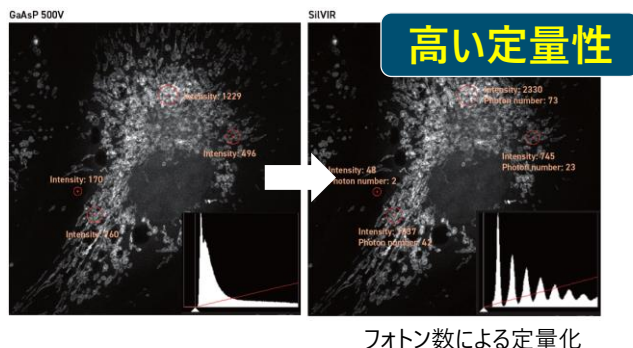 GaAsP 500V
SilVIR
高い定量性
Intensity: 1229
Intensity: 496
Intensity: 170
Intensity: 760
Intensity: 2330
Photon number: 73
Intensity: 745
Photon number: 23
Intensity: 48
Photon number: 2
Intensity:
Photon number: 42
フォトン数による定量化